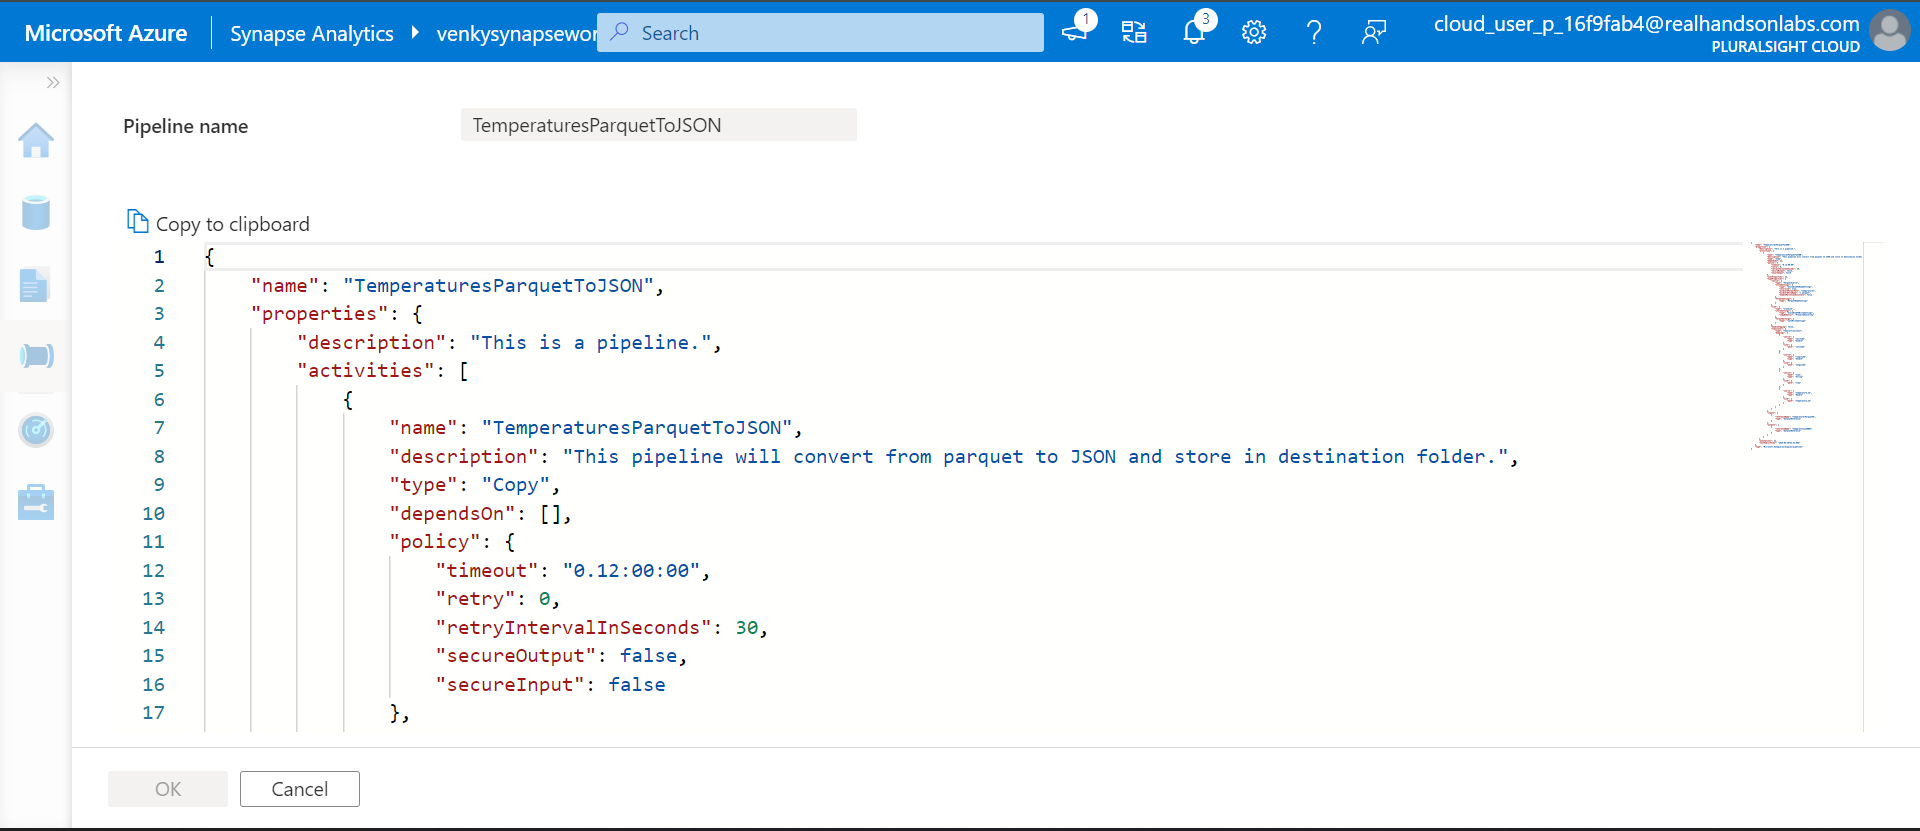 Microsoft Azure Synapse Analytics venkysynapsewor Search 1 3 cloud_user_p_16f9fab4@realhandsonlabs.com
PLURALSIGHT CLOUD
Pipeline name TemperaturesParquetToJSON
Copy to clipboard
1 {
2 "name": "TemperaturesParquetToJSON",
3 "properties": {
4 "description": "This is a pipeline.",
5 "activities": [
6 {
7 "name": "TemperaturesParquetToJSON",
8 "description": "This pipeline will convert from parquet to JSON and store in destination folder.",
9 "type": "Copy",
10 "dependsOn": [],
11 "policy": {
12 "timeout": "0.12:00:00",
13 "retry": 0,
14 "retryIntervalInSeconds": 30,
15 "secureOutput": false,
16 "secureInput": false
17 },
OK Cancel